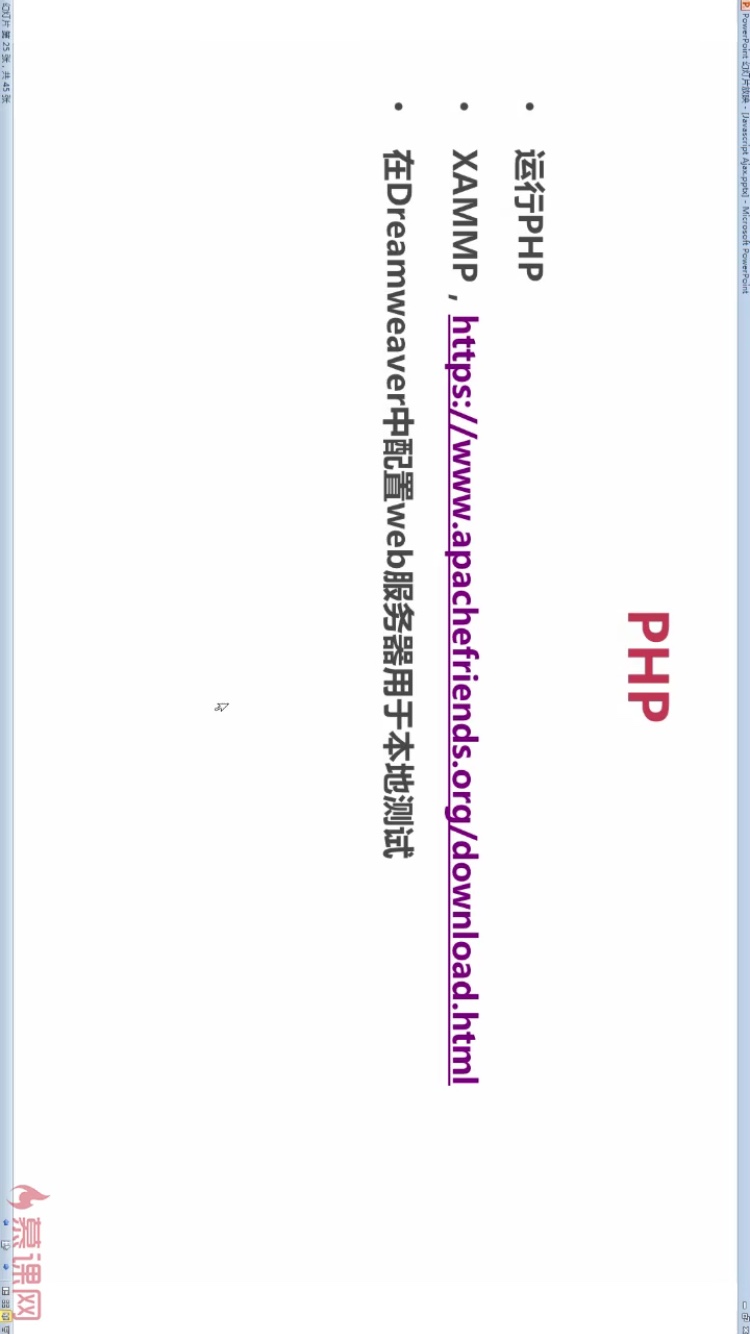 PowerPoint 幻灯片放映 - [Javascript Ajax.pptx] - Microsoft PowerPoint
PHP
运行PHP
XAMMP，https://www.apachefriends.org/download.html
在Dreamweaver中配置web服务器用于本地测试
幻灯片 第 25 张，共 45 张
慕课网